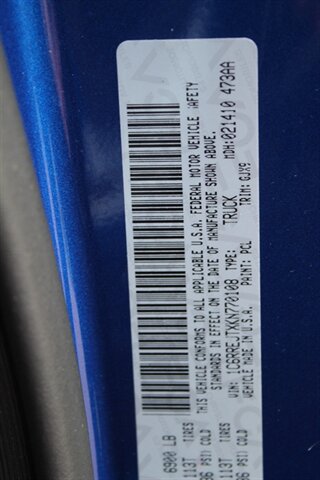 6900 LB
113T TIRES
PSI) COLD
THIS VEHICLE CONFORMS TO ALL APPLICABLE U.S.A. FEDERAL MOTOR VEHICLE SAFETY
STANDARDS IN EFFECT ON THE DATE OF MANUFACTURE SHOWN ABOVE.
113T TIRES
PSI) COLD
VIN: 1C6RREJTXKN770108 TYPE: TRUCK MDH:021410 473AA
VEHICLE MADE IN U.S.A. PAINT: PCL TRIM: GJX9